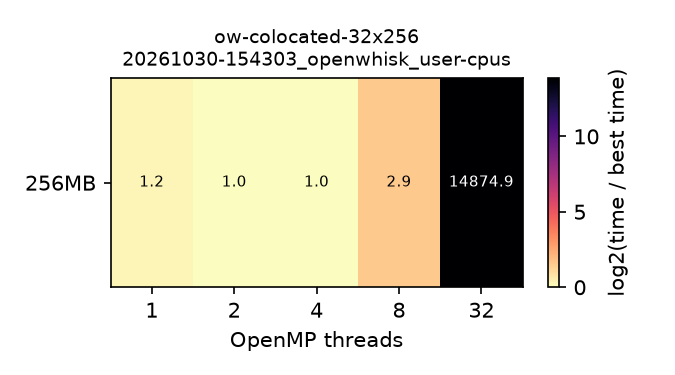 ow-colocated-32x256
20261030-154303_openwhisk_user-cpus
256MB
1.2 1.0 1.0 2.9 14874.9
1 2 4 8 32
OpenMP threads
10
5
0
log2(time / best time)